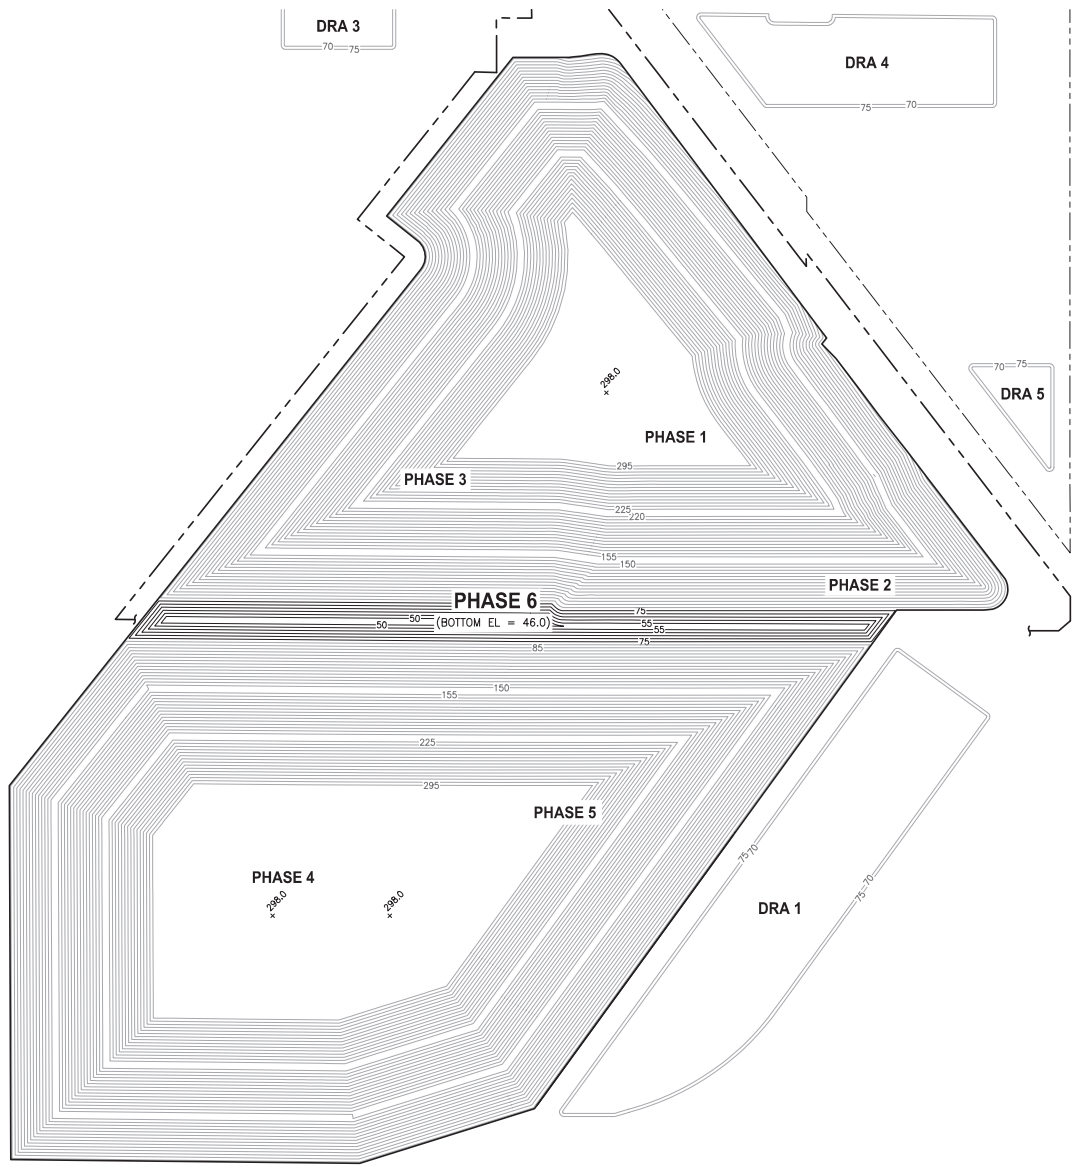 DRA 3
70 75
DRA 4
75 70
70 75
DRA 5
298.0
PHASE 1
295
PHASE 3
225
220
155
150
PHASE 2
PHASE 6
(BOTTOM EL = 46.0)
50
50
75
55
55
75
85
150
155
225
295
PHASE 5
PHASE 4
298.0
298.0
75 70
75 70
DRA 1